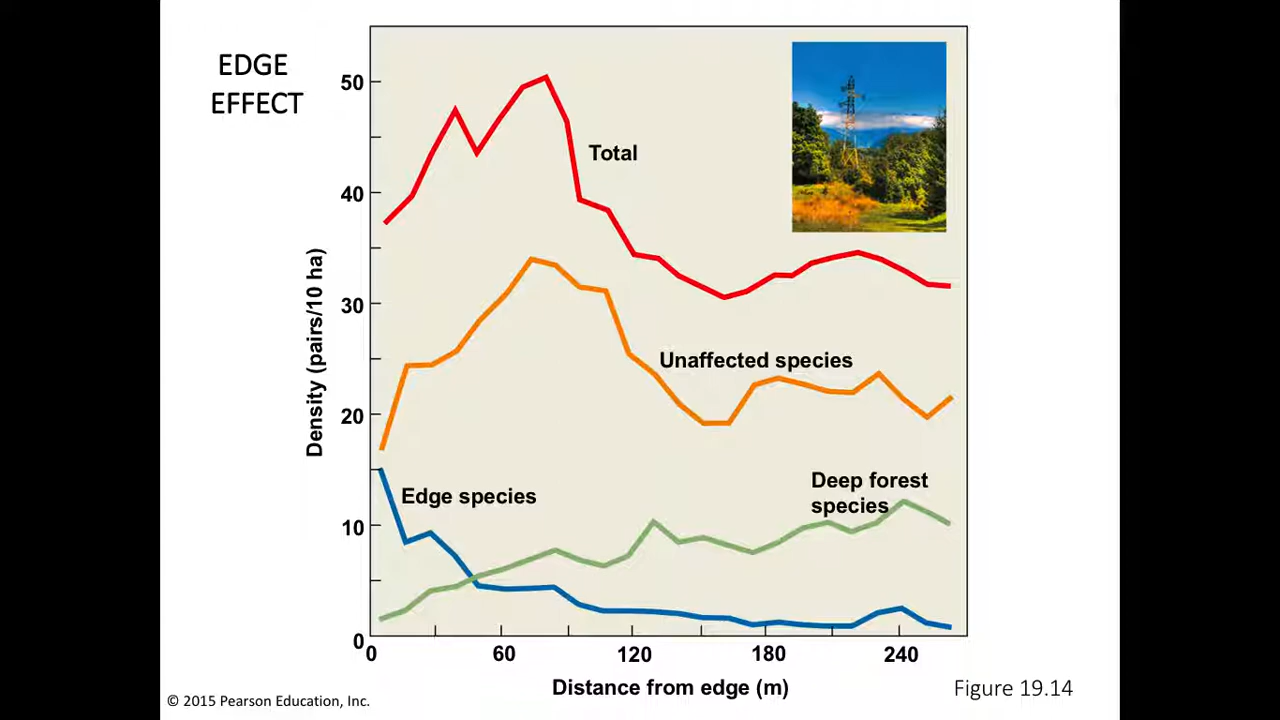 EDGE
EFFECT
50
40
30
20
10
0
Density (pairs/10 ha)
Total
Unaffected species
Edge species
Deep forest
species
0 60 120 180 240
Distance from edge (m)
Figure 19.14
© 2015 Pearson Education, Inc.